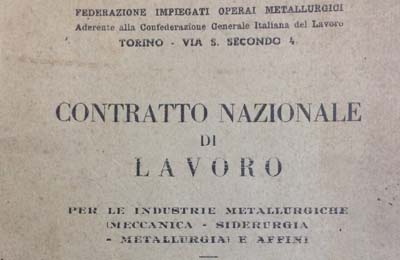 FEDERAZIONE IMPIEGATI OPERAI METALLURGICI
Aderente alla Confederazione Generale Italiana del Lavoro
TORINO - VIA S. SECONDO 4.
CONTRATTO NAZIONALE
DI
LAVORO
PER LE INDUSTRIE METALLURGICHE
(MECCANICA - SIDERURGIA
- METALLURGIA) E AFFINI